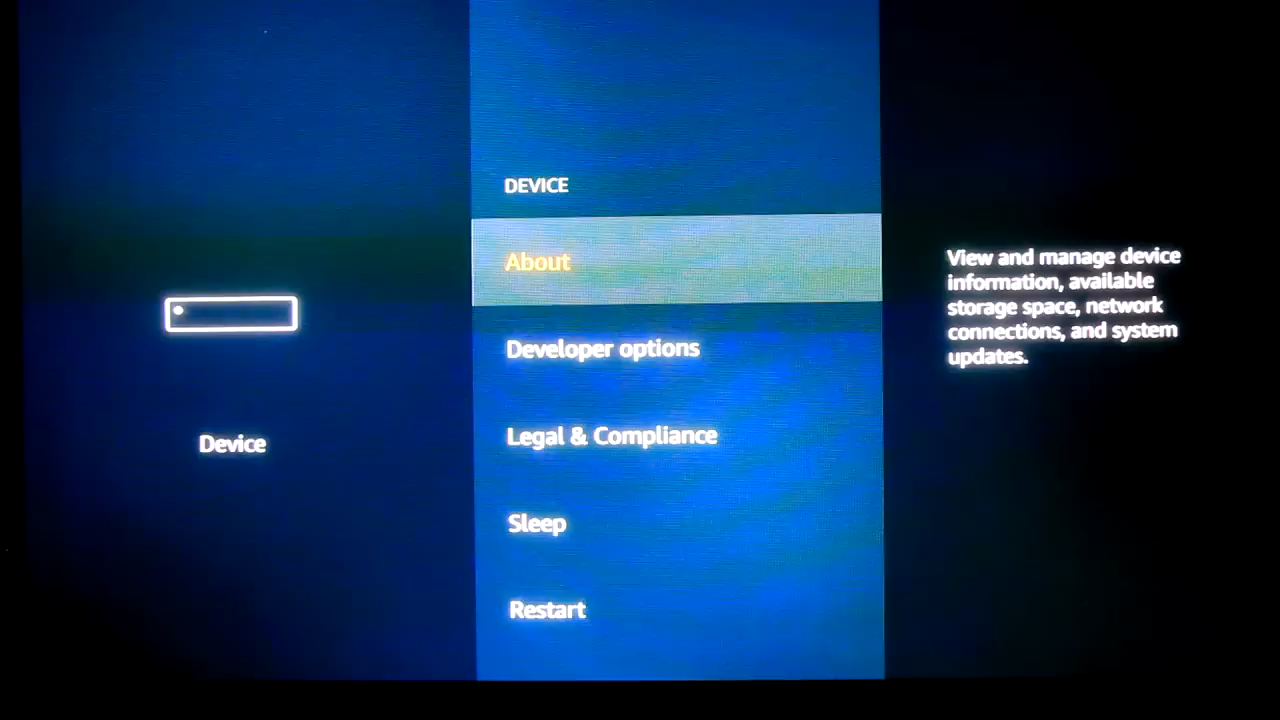 Device
DEVICE
About
Developer options
Legal & Compliance
Sleep
Restart
View and manage device
information, available
storage space, network
connections, and system
updates.